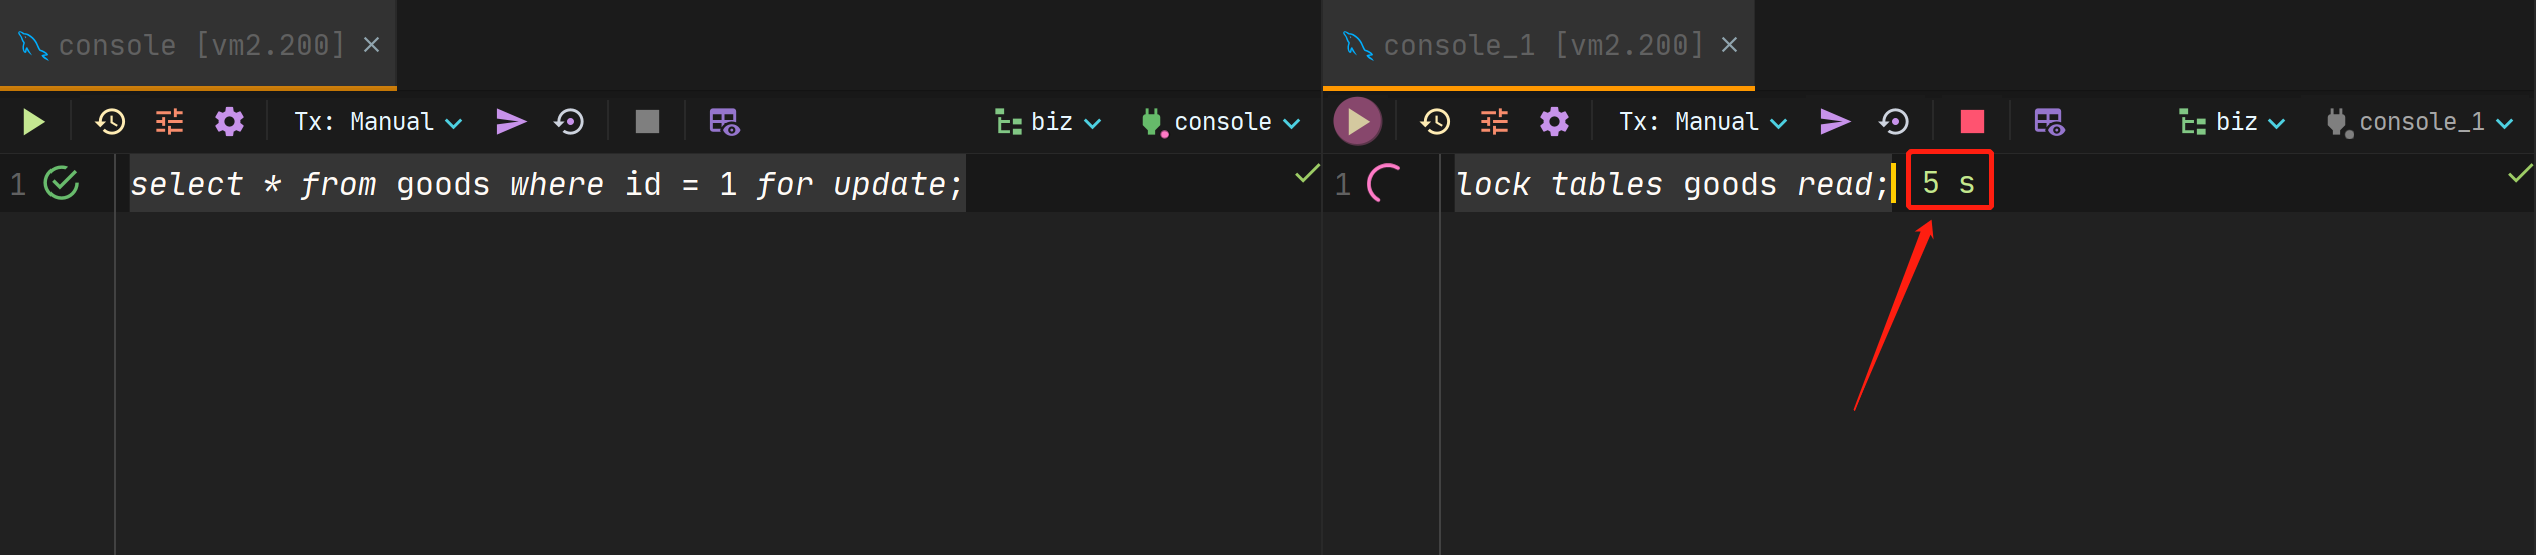 console [vm2.200]
Tx: Manual
biz
console
1 select * from goods where id = 1 for update;
console_1 [vm2.200]
Tx: Manual
biz
console_1
1 lock tables goods read; 5 s